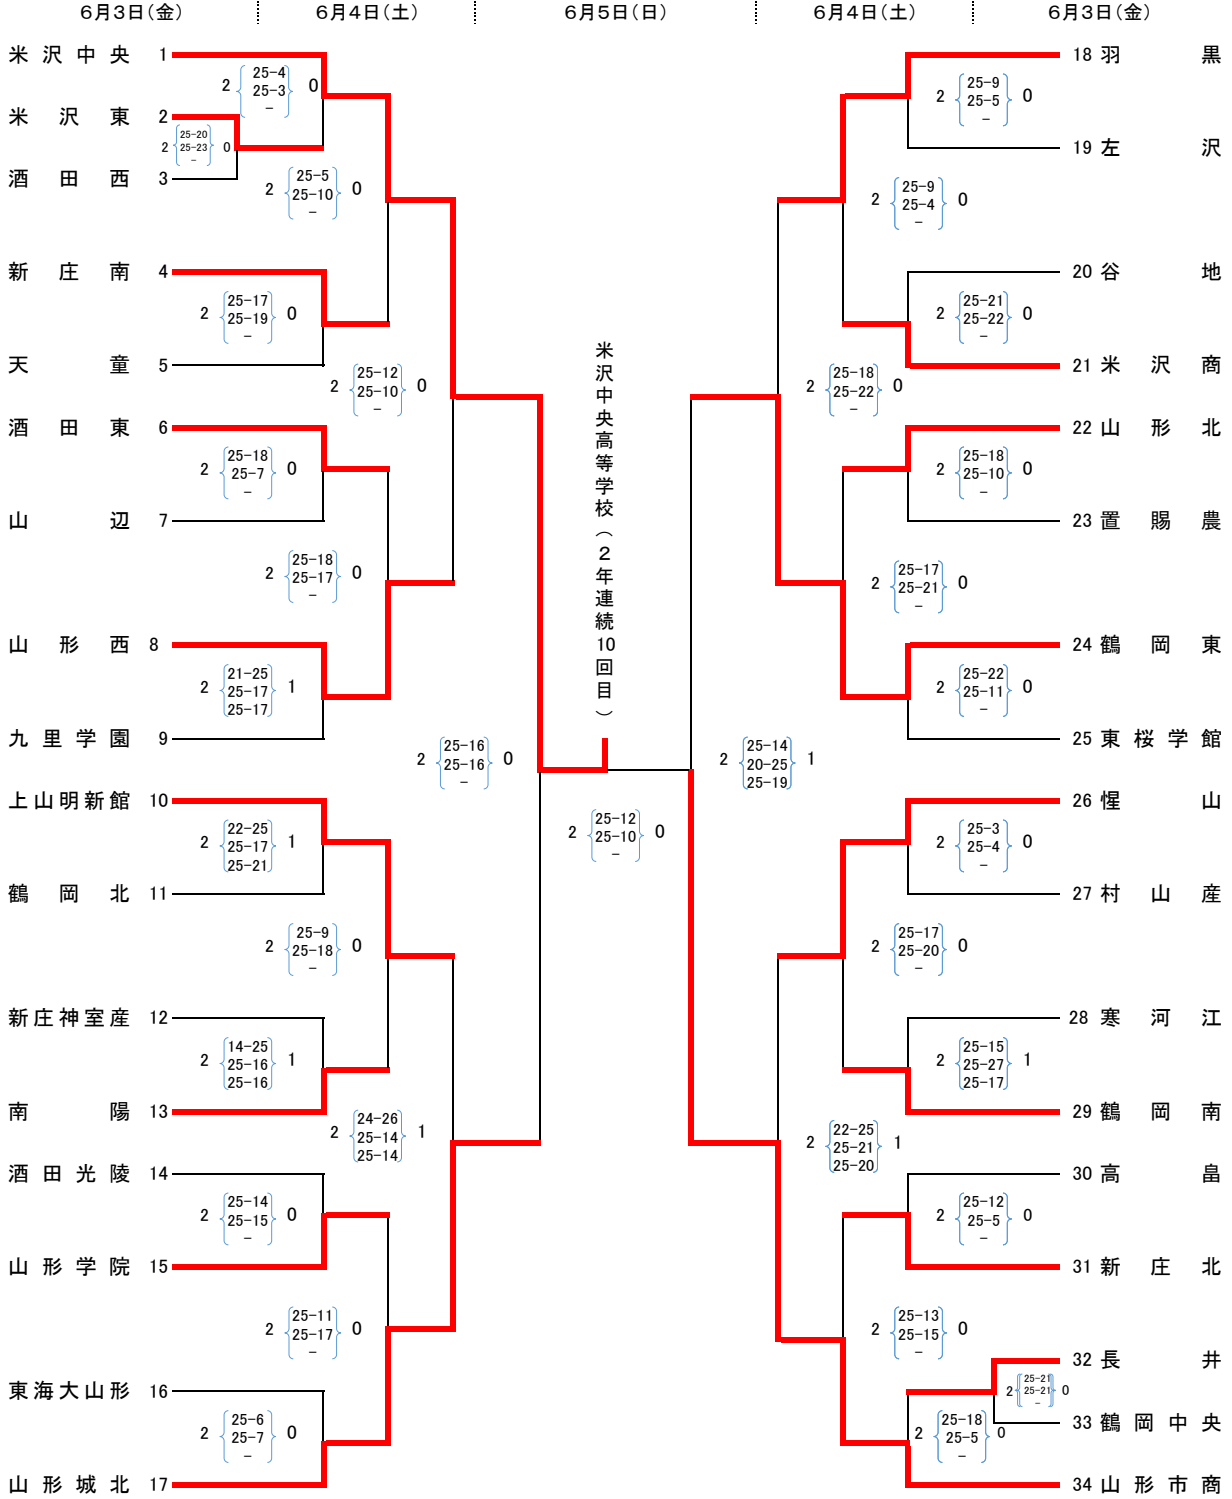 6月3日(金) 6月4日(土) 6月5日(日) 6月4日(土) 6月3日(金)
米沢中央 1
2 25-4 0
25-3
-
米沢東 2
2 25-20 0
25-23
-
酒田西 3
2 25-5 0
25-10
-
新庄南 4
2 25-17 0
25-19
-
天童 5
2 25-12 0
25-10
-
酒田東 6
2 25-18 0
25-7
-
山辺 7
2 25-18 0
25-17
-
山形西 8
2 21-25 1
25-17
25-17
九里学園 9
2 25-16 0
25-16
-
上山明新館 10
2 22-25 1
25-17
25-21
鶴岡北 11
2 25-9 0
25-18
-
新庄神室産 12
2 14-25 1
25-16
25-16
南陽 13
2 24-26 1
25-14
25-14
酒田光陵 14
2 25-14 0
25-15
-
山形学院 15
2 25-11 0
25-17
-
東海大山形 16
2 25-6 0
25-7
-
山形城北 17
米沢中央高等学校(2年連続10回目)
2 25-12 0
25-10
-
18 羽黒
2 25-9 0
25-5
-
19 左沢
2 25-9 0
25-4
-
20 谷地
2 25-21 0
25-22
-
21 米沢商
2 25-18 0
25-22
-
22 山形北
2 25-18 0
25-10
-
23 置賜農
2 25-17 0
25-21
-
24 鶴岡東
2 25-22 0
25-11
-
25 東桜学館
2 25-14 1
20-25
25-19
26 惺山
2 25-3 0
25-4
-
27 村山産
2 25-17 0
25-20
-
28 寒河江
2 25-15 1
25-27
25-17
29 鶴岡南
2 22-25 1
25-21
25-20
30 高畠
2 25-12 0
25-5
-
31 新庄北
2 25-13 0
25-15
-
32 長井
2 25-21 0
25-21
-
33 鶴岡中央
2 25-18 0
25-5
-
34 山形市商